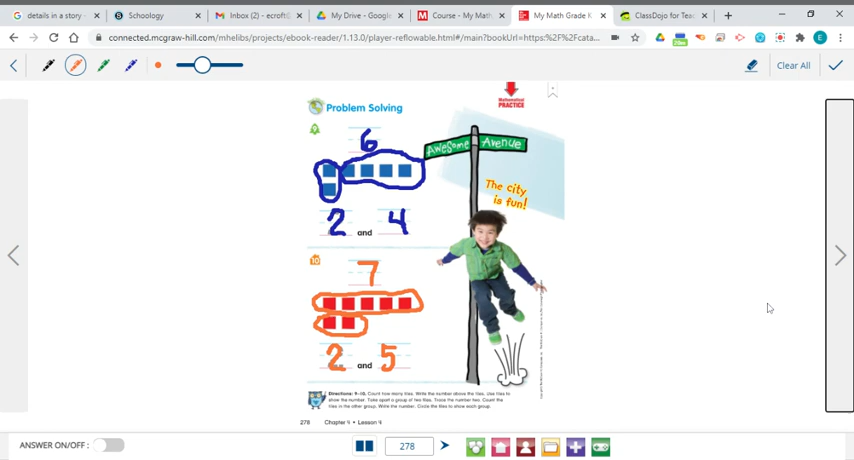 details in a story
Schoology
Inbox (2) - ecroft@
My Drive - Google
Course - My Math,
My Math Grade K
ClassDojo for Tea
E
connected.mcgraw-hill.com/mhelibs/projects/ebook-reader/1.13.0/player-reflowable.html#/main?bookUrl=https:%2F%2Fcata...
Clear All
Mathematical
PRACTICE
Problem Solving
9
6
Awesome Avenue
The city
is fun!
2 and 4
10
7
2 and 5
Directions: 9–10. Count how many tiles. Write the number above the tiles. Use tiles to
show the number. Take apart a group of two tiles. Trace the number two. Count the
tiles in the other group. Write the number. Circle the tiles to show each group.
278 Chapter 4 • Lesson 4
ANSWER ON/OFF :
278